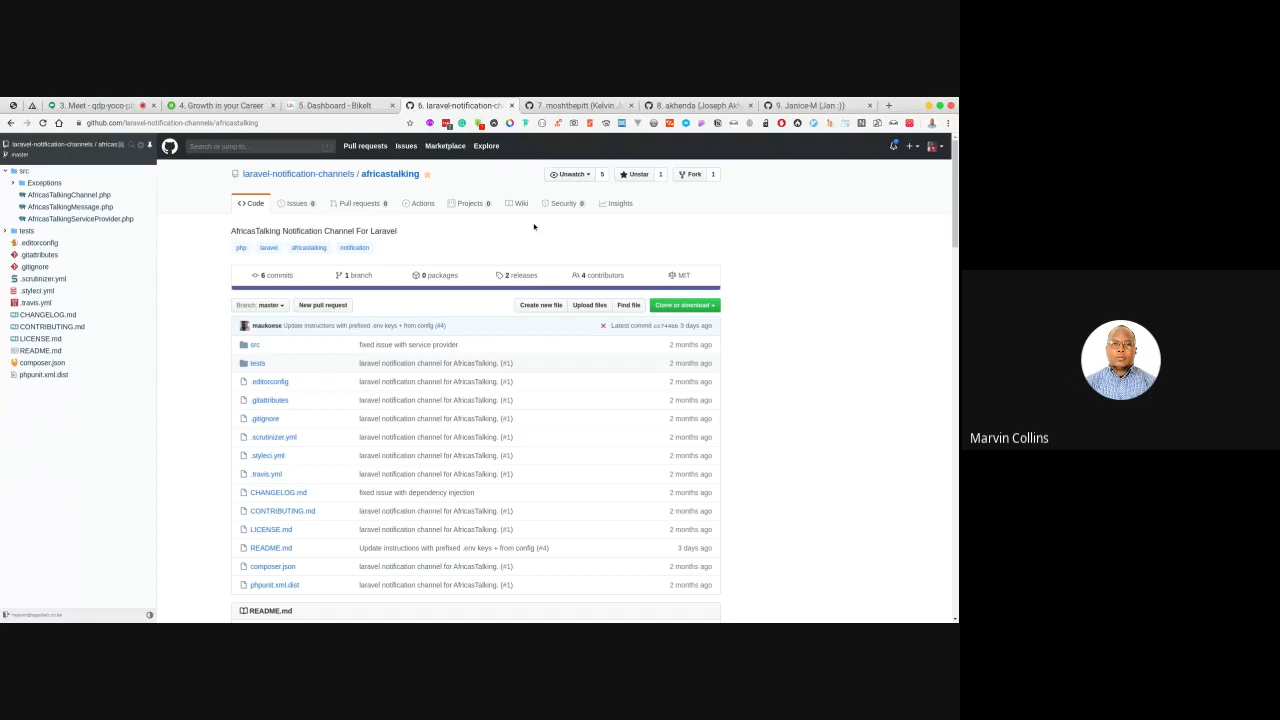 3. Meet - qdp-yoco-p
4. Growth in your Career
5. Dashboard - BikeIt
6. laravel-notification-ch
7. moshthepitt (Kelvin J
8. akhenda (Joseph Akh
9. Janice-M (Jan :))
github.com/laravel-notification-channels/africastalking
laravel-notification-channels / africas
master
Search or jump to...
Pull requests
Issues
Marketplace
Explore
src
Exceptions
AfricasTalkingChannel.php
AfricasTalkingMessage.php
AfricasTalkingServiceProvider.php
tests
.editorconfig
.gitattributes
.gitignore
.scrutinizer.yml
.styleci.yml
.travis.yml
CHANGELOG.md
CONTRIBUTING.md
LICENSE.md
README.md
composer.json
phpunit.xml.dist
laravel-notification-channels / africastalking
Unwatch 5
Unstar 1
Fork 1
Code
Issues 0
Pull requests 0
Actions
Projects 0
Wiki
Security 0
Insights
AfricasTalking Notification Channel For Laravel
php laravel africastalking notification
6 commits
1 branch
0 packages
2 releases
4 contributors
MIT
Branch: master
New pull request
Create new file
Upload files
Find file
Clone or download
maukoese Update instructions with prefixed .env keys + from config (#4)
Latest commit 3 days ago
src fixed issue with service provider 2 months ago
tests laravel notification channel for AfricasTalking. (#1) 2 months ago
.editorconfig laravel notification channel for AfricasTalking. (#1) 2 months ago
.gitattributes laravel notification channel for AfricasTalking. (#1) 2 months ago
.gitignore laravel notification channel for AfricasTalking. (#1) 2 months ago
.scrutinizer.yml laravel notification channel for AfricasTalking. (#1) 2 months ago
.styleci.yml laravel notification channel for AfricasTalking. (#1) 2 months ago
.travis.yml laravel notification channel for AfricasTalking. (#1) 2 months ago
CHANGELOG.md fixed issue with dependency injection 2 months ago
CONTRIBUTING.md laravel notification channel for AfricasTalking. (#1) 2 months ago
LICENSE.md laravel notification channel for AfricasTalking. (#1) 2 months ago
README.md Update instructions with prefixed .env keys + from config (#4) 3 days ago
composer.json laravel notification channel for AfricasTalking. (#1) 2 months ago
phpunit.xml.dist laravel notification channel for AfricasTalking. (#1) 2 months ago
README.md
Marvin Collins